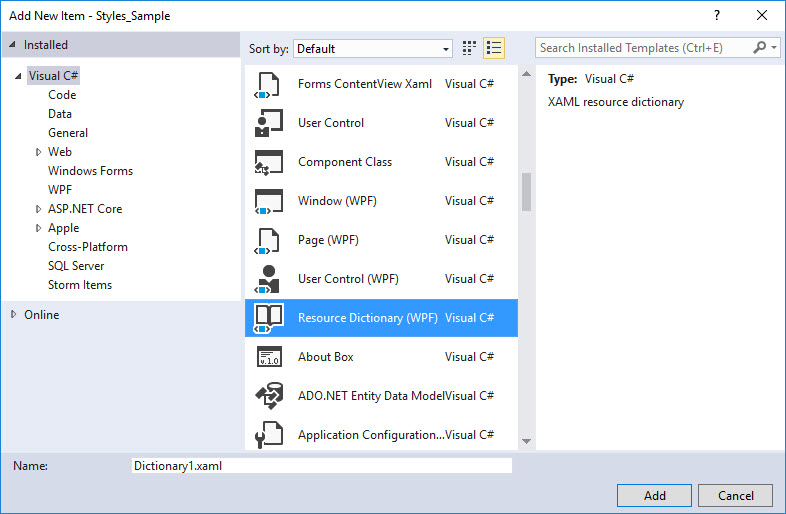 Add New Item - Styles_Sample
?
Installed
Visual C#
Code
Data
General
Web
Windows Forms
WPF
ASP.NET Core
Apple
Cross-Platform
SQL Server
Storm Items
Online
Sort by: Default
Forms ContentView Xaml Visual C#
User Control Visual C#
Component Class Visual C#
Window (WPF) Visual C#
Page (WPF) Visual C#
User Control (WPF) Visual C#
Resource Dictionary (WPF) Visual C#
v.1.0 About Box Visual C#
ADO.NET Entity Data Model Visual C#
Application Configuration... Visual C#
Search Installed Templates (Ctrl+E)
Type: Visual C#
XAML resource dictionary
Name: Dictionary1.xaml
Add Cancel